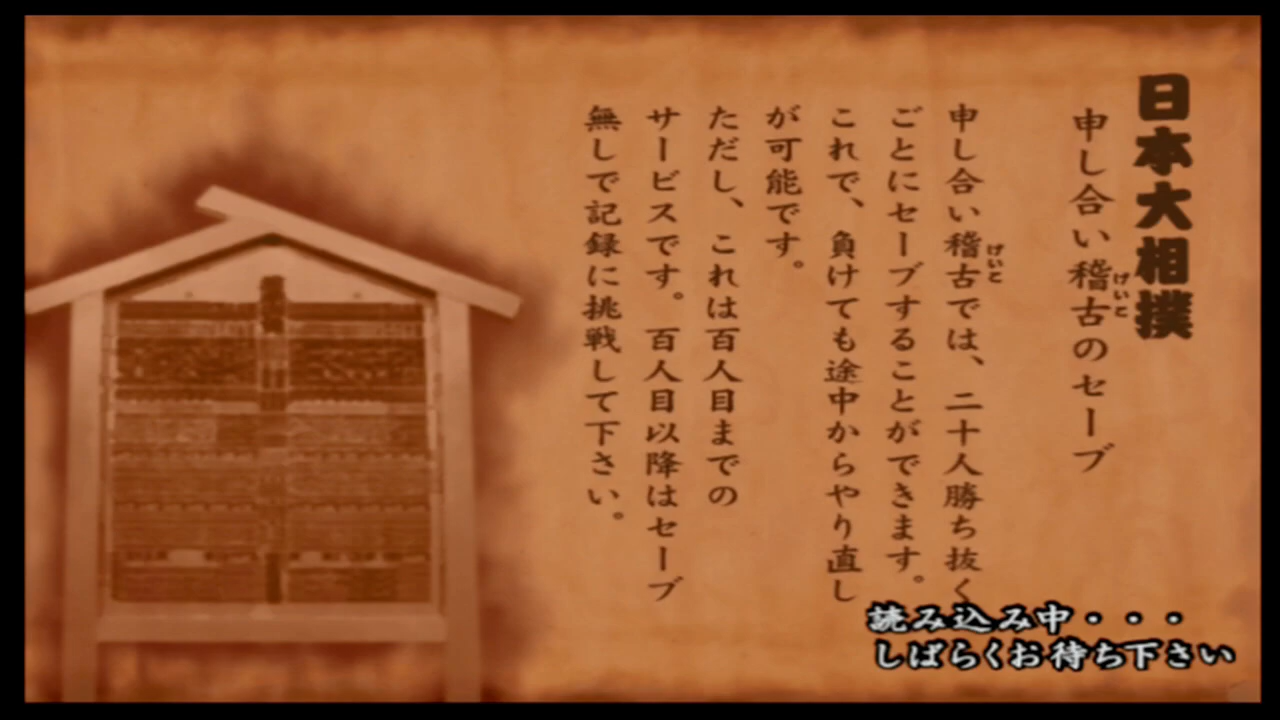 日本大相撲
申し合い稽古のセーブ
げいこ
申し合い稽古では、二十人勝ち抜く
げいこ
ごとにセーブすることができます。
これで、負けても途中からやり直し
が可能です。
ただし、これは百人目までの
サービスです。百人目以降はセーブ
無しで記録に挑戦して下さい。
読み込み中・・・
しばらくお待ち下さい